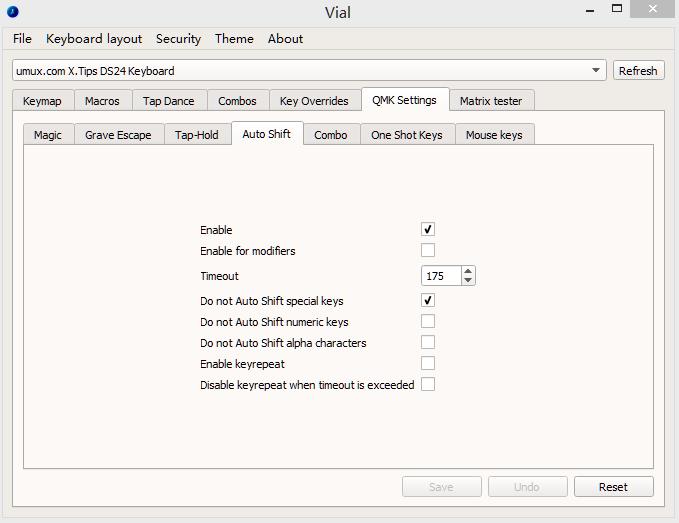 Vial
File Keyboard layout Security Theme About
umux.com X.Tips DS24 Keyboard Refresh
Keymap Macros Tap Dance Combos Key Overrides QMK Settings Matrix tester
Magic Grave Escape Tap-Hold Auto Shift Combo One Shot Keys Mouse keys
Enable
Enable for modifiers
Timeout 175
Do not Auto Shift special keys
Do not Auto Shift numeric keys
Do not Auto Shift alpha characters
Enable keyrepeat
Disable keyrepeat when timeout is exceeded
Save Undo Reset